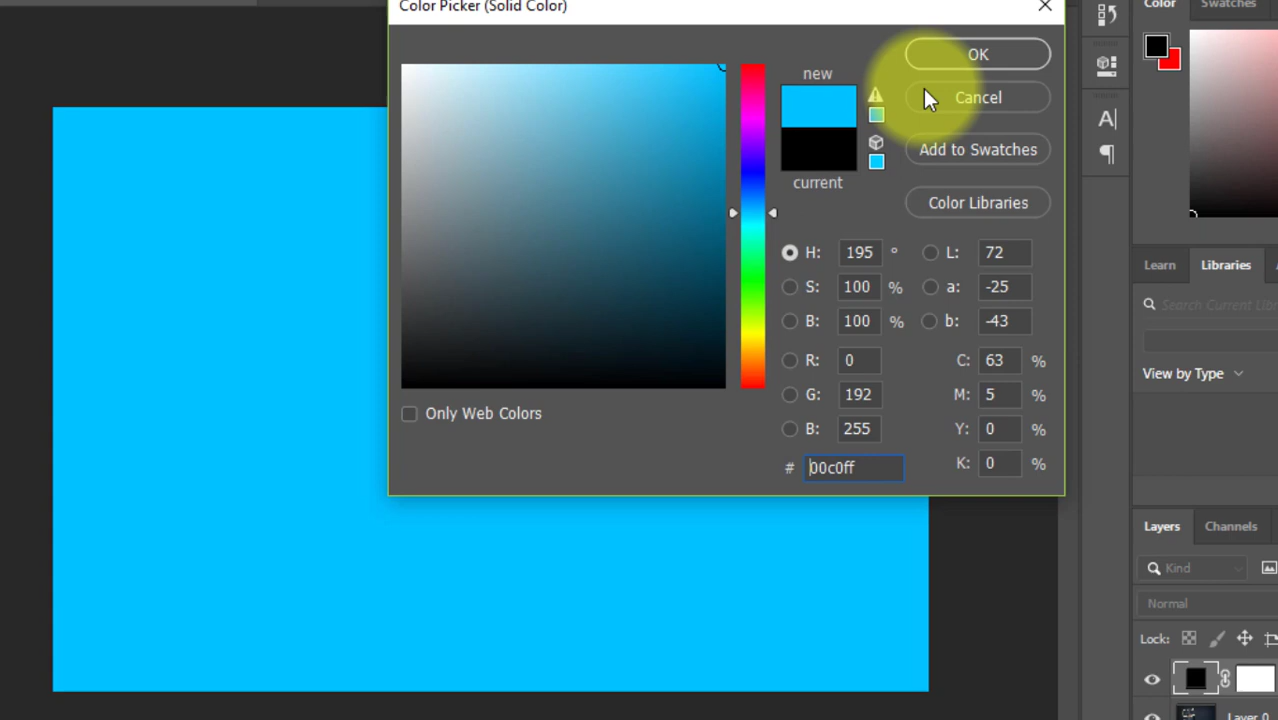 Color Picker (Solid Color)
Color
Swatches
new
current
OK
Cancel
Add to Swatches
Color Libraries
H: 195 °
S: 100 %
B: 100 %
R: 0
G: 192
B: 255
# 00c0ff
L: 72
a: -25
b: -43
C: 63 %
M: 5 %
Y: 0 %
K: 0 %
Only Web Colors
A
Learn
Libraries
Search Current Lib
View by Type
Layers
Channels
Kind
Normal
Lock:
Layer 0